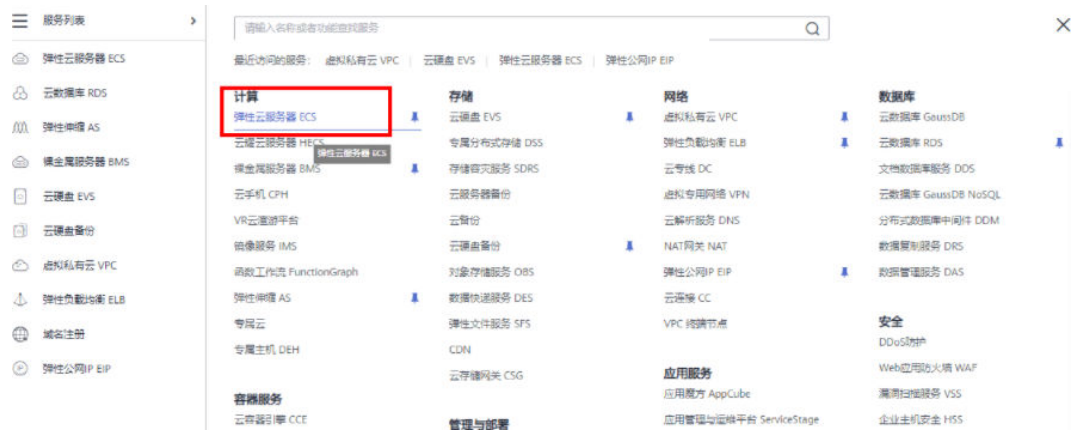 服务列表
弹性云服务器 ECS
云数据库 RDS
弹性伸缩 AS
裸金属服务器 BMS
云硬盘 EVS
云硬盘备份
虚拟私有云 VPC
弹性负载均衡 ELB
域名注册
弹性公网IP EIP
请输入名称或者功能查找服务
最近访问的服务: 虚拟私有云 VPC | 云硬盘 EVS | 弹性云服务器 ECS | 弹性公网IP EIP
计算
弹性云服务器 ECS
云耀云服务器 HECS
弹性云服务器 ECS
裸金属服务器 BMS
云手机 CPH
VR云渲游平台
镜像服务 IMS
函数工作流 FunctionGraph
弹性伸缩 AS
专属云
专属主机 DEH
容器服务
云容器引擎 CCE
存储
云硬盘 EVS
专属分布式存储 DSS
存储容灾服务 SDRS
云服务器备份
云备份
云硬盘备份
对象存储服务 OBS
数据快递服务 DES
弹性文件服务 SFS
CDN
云存储网关 CSG
管理与部署
网络
虚拟私有云 VPC
弹性负载均衡 ELB
云专线 DC
虚拟专用网络 VPN
云解析服务 DNS
NAT网关 NAT
弹性公网IP EIP
云连接 CC
VPC 终端节点
应用服务
应用魔方 AppCube
应用管理与运维平台 ServiceStage
数据库
云数据库 GaussDB
云数据库 RDS
文档数据库服务 DDS
云数据库 GaussDB NoSQL
分布式数据库中间件 DDM
数据复制服务 DRS
数据管理服务 DAS
安全
DDoS防护
Web应用防火墙 WAF
漏洞扫描服务 VSS
企业主机安全 HSS